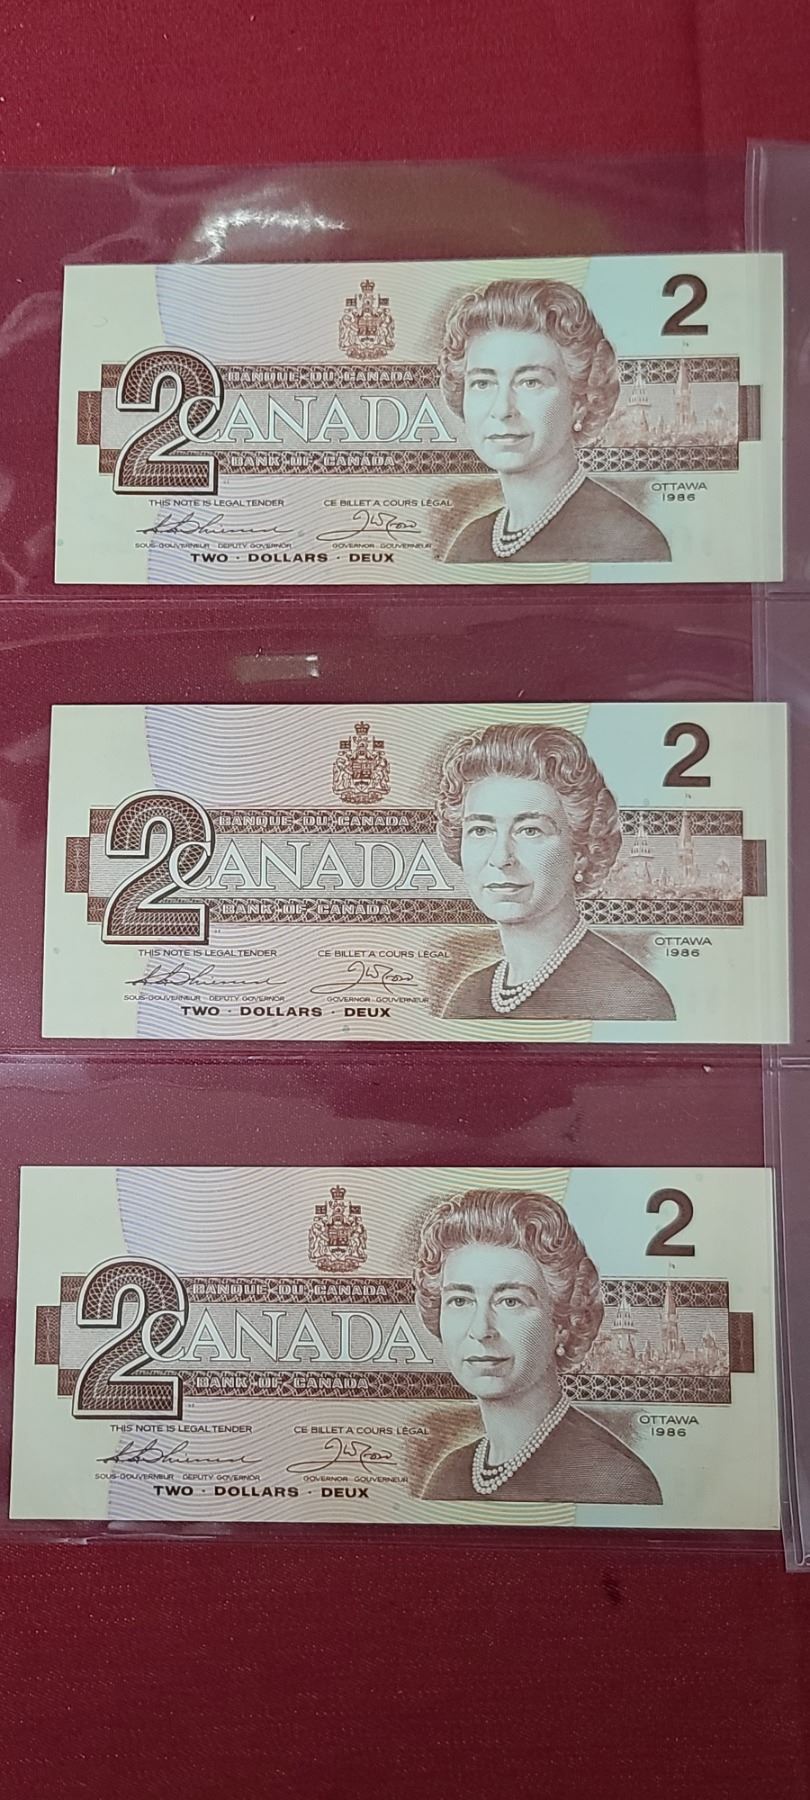 2
BANQUE DU CANADA
2
CANADA
BANK OF CANADA
OTTAWA
1986
THIS NOTE IS LEGAL TENDER CE BILLET A COURS LÉGAL
SOUS-GOUVERNEUR DEPUTY GOVERNOR GOVERNOR GOUVERNEUR
TWO · DOLLARS · DEUX
2
BANQUE DU CANADA
2
CANADA
BANK OF CANADA
OTTAWA
1986
THIS NOTE IS LEGAL TENDER CE BILLET A COURS LÉGAL
SOUS-GOUVERNEUR DEPUTY GOVERNOR GOVERNOR GOUVERNEUR
TWO · DOLLARS · DEUX
2
BANQUE DU CANADA
2
CANADA
BANK OF CANADA
OTTAWA
1986
THIS NOTE IS LEGAL TENDER CE BILLET A COURS LÉGAL
SOUS-GOUVERNEUR DEPUTY GOVERNOR GOVERNOR GOUVERNEUR
TWO · DOLLARS · DEUX